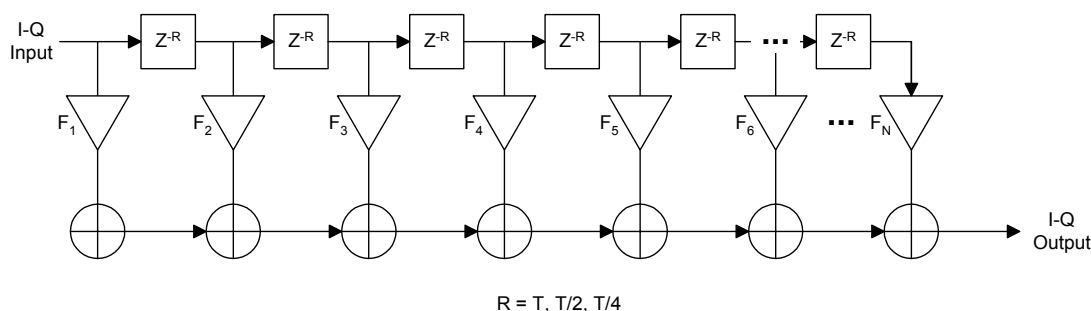 I-Q
Input
Z-R
Z-R
Z-R
Z-R
Z-R
...
Z-R
F1
F2
F3
F4
F5
F6
...
FN
I-Q
Output
R = T, T/2, T/4